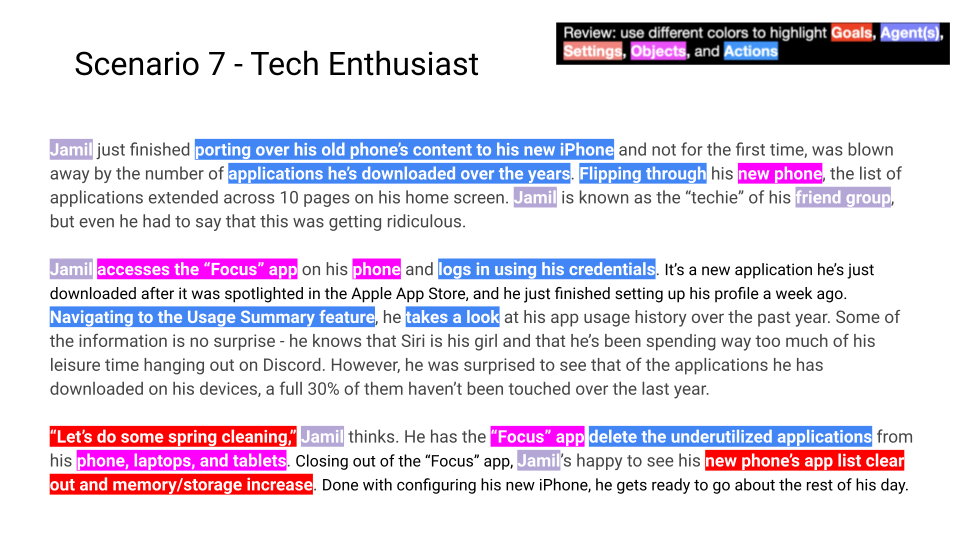 Review: use different colors to highlight Goals, Agent(s),
Settings, Objects, and Actions
Scenario 7 - Tech Enthusiast
Jamil just finished porting over his old phone’s content to his new iPhone and not for the first time, was blown
away by the number of applications he’s downloaded over the years. Flipping through his new phone, the list of
applications extended across 10 pages on his home screen. Jamil is known as the “techie” of his friend group,
but even he had to say that this was getting ridiculous.
Jamil accesses the “Focus” app on his phone and logs in using his credentials. It’s a new application he’s just
downloaded after it was spotlighted in the Apple App Store, and he just finished setting up his profile a week ago.
Navigating to the Usage Summary feature, he takes a look at his app usage history over the past year. Some of
the information is no surprise - he knows that Siri is his girl and that he’s been spending way too much of his
leisure time hanging out on Discord. However, he was surprised to see that of the applications he has
downloaded on his devices, a full 30% of them haven’t been touched over the last year.
“Let’s do some spring cleaning,” Jamil thinks. He has the “Focus” app delete the underutilized applications from
his phone, laptops, and tablets. Closing out of the “Focus” app, Jamil’s happy to see his new phone’s app list clear
out and memory/storage increase. Done with configuring his new iPhone, he gets ready to go about the rest of his day.